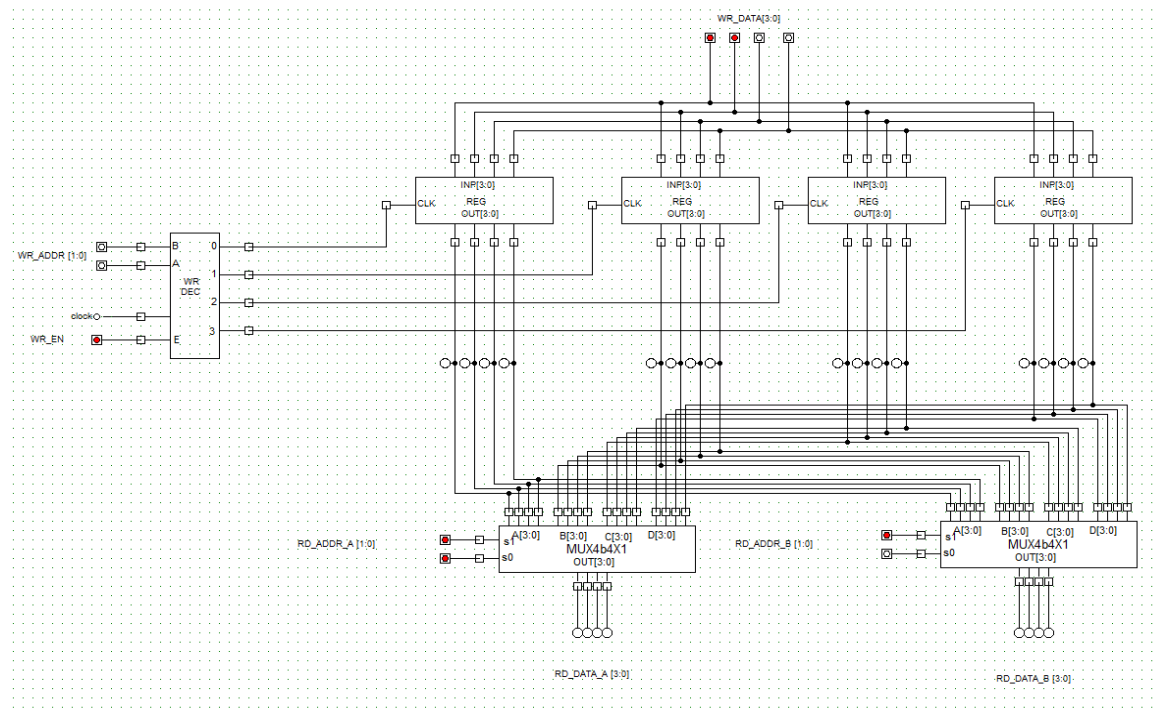 WR_DATA[3:0]
INP[3:0]
CLK
REG
OUT[3:0]
INP[3:0]
CLK
REG
OUT[3:0]
INP[3:0]
CLK
REG
OUT[3:0]
INP[3:0]
CLK
REG
OUT[3:0]
WR_ADDR [1:0]
B
A
0
1
WR
DEC
2
clock
3
WR_EN
E
RD_ADDR_A [1:0]
s1
s0
A[3:0]
B[3:0]
C[3:0]
D[3:0]
MUX4b4X1
OUT[3:0]
RD_ADDR_B [1:0]
s1
s0
A[3:0]
B[3:0]
C[3:0]
D[3:0]
MUX4b4X1
OUT[3:0]
RD_DATA_A [3:0]
RD_DATA_B [3:0]